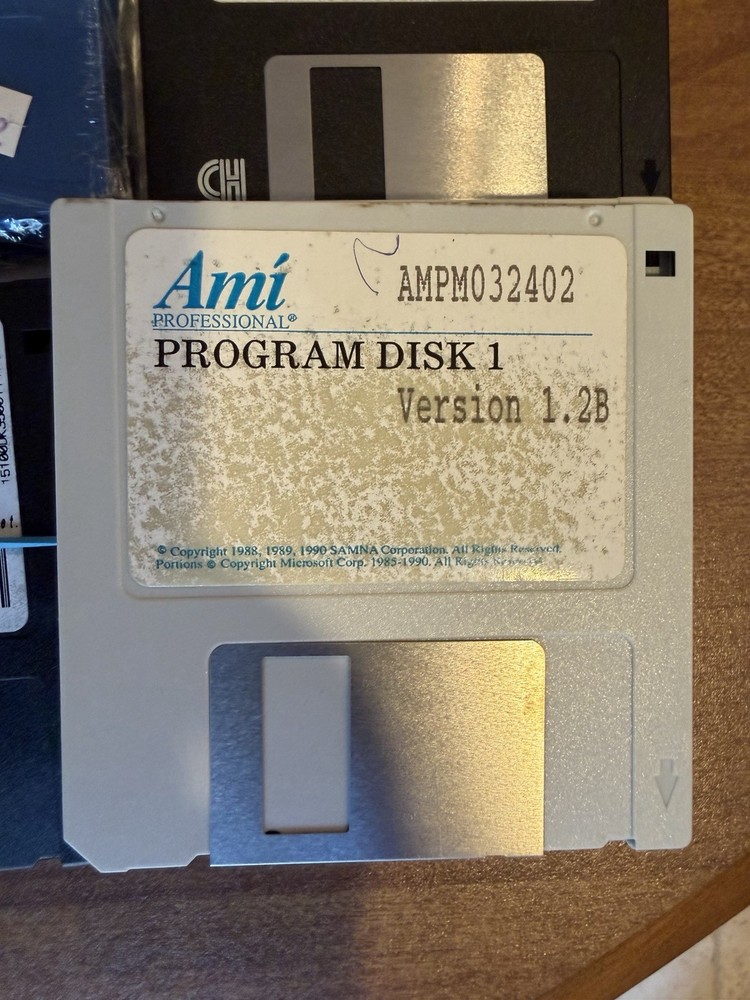 Amí
PROFESSIONAL®
AMPM032402
PROGRAM DISK 1
Version 1.2B
© Copyright 1988, 1989, 1990 SAMNA Corporation. All Rights Reserved.
Portions © Copyright Microsoft Corp. 1985-1990. All Rights Reserved.